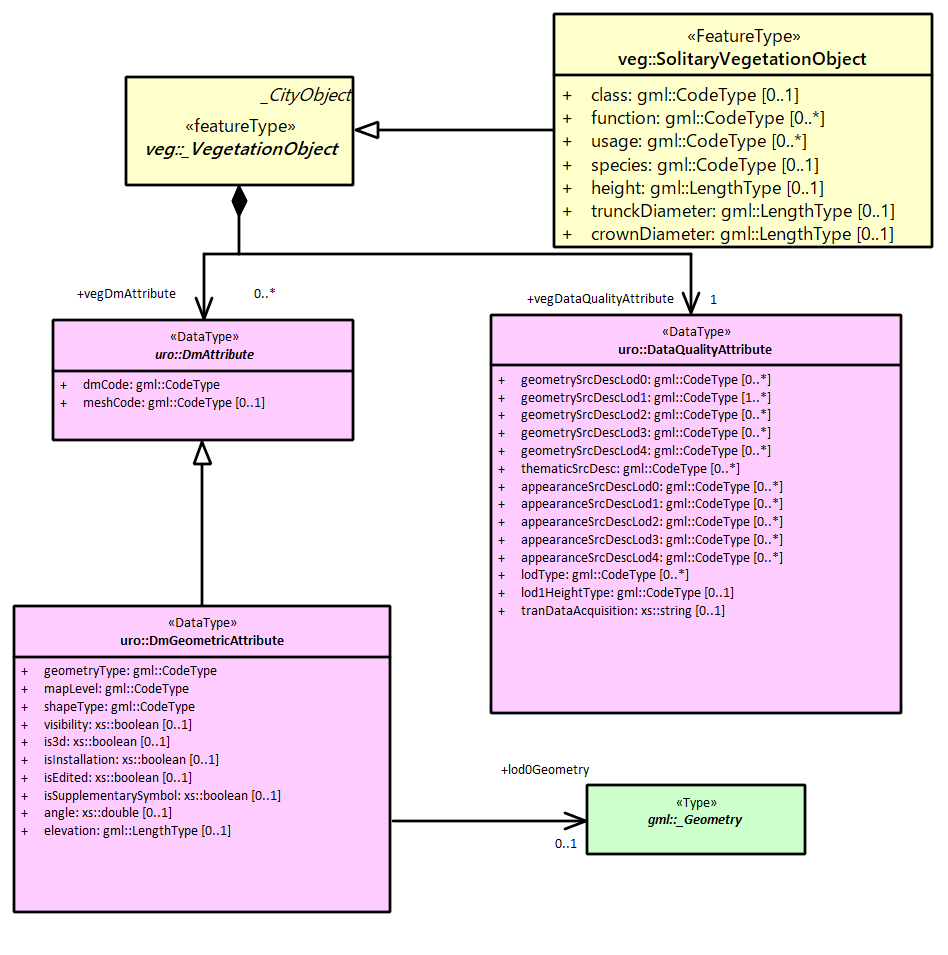 «FeatureType»
veg::SolitaryVegetationObject
+ class: gml::CodeType [0..1]
+ function: gml::CodeType [0..*]
+ usage: gml::CodeType [0..*]
+ species: gml::CodeType [0..1]
+ height: gml::LengthType [0..1]
+ trunckDiameter: gml::LengthType [0..1]
+ crownDiameter: gml::LengthType [0..1]
_CityObject
«featureType»
veg::_VegetationObject
+vegDmAttribute
0..*
+vegDataQualityAttribute
1
«DataType»
uro::DmAttribute
+ dmCode: gml::CodeType
+ meshCode: gml::CodeType [0..1]
«DataType»
uro::DataQualityAttribute
+ geometrySrcDescLod0: gml::CodeType [0..*]
+ geometrySrcDescLod1: gml::CodeType [1..*]
+ geometrySrcDescLod2: gml::CodeType [0..*]
+ geometrySrcDescLod3: gml::CodeType [0..*]
+ geometrySrcDescLod4: gml::CodeType [0..*]
+ thematicSrcDesc: gml::CodeType [0..*]
+ appearanceSrcDescLod0: gml::CodeType [0..*]
+ appearanceSrcDescLod1: gml::CodeType [0..*]
+ appearanceSrcDescLod2: gml::CodeType [0..*]
+ appearanceSrcDescLod3: gml::CodeType [0..*]
+ appearanceSrcDescLod4: gml::CodeType [0..*]
+ lodType: gml::CodeType [0..*]
+ lod1HeightType: gml::CodeType [0..1]
+ tranDataAcquisition: xs::string [0..1]
«DataType»
uro::DmGeometricAttribute
+ geometryType: gml::CodeType
+ mapLevel: gml::CodeType
+ shapeType: gml::CodeType
+ visibility: xs::boolean [0..1]
+ is3d: xs::boolean [0..1]
+ isInstallation: xs::boolean [0..1]
+ isEdited: xs::boolean [0..1]
+ isSupplementarySymbol: xs::boolean [0..1]
+ angle: xs::double [0..1]
+ elevation: gml::LengthType [0..1]
+lod0Geometry
0..1
«Type»
gml::_Geometry